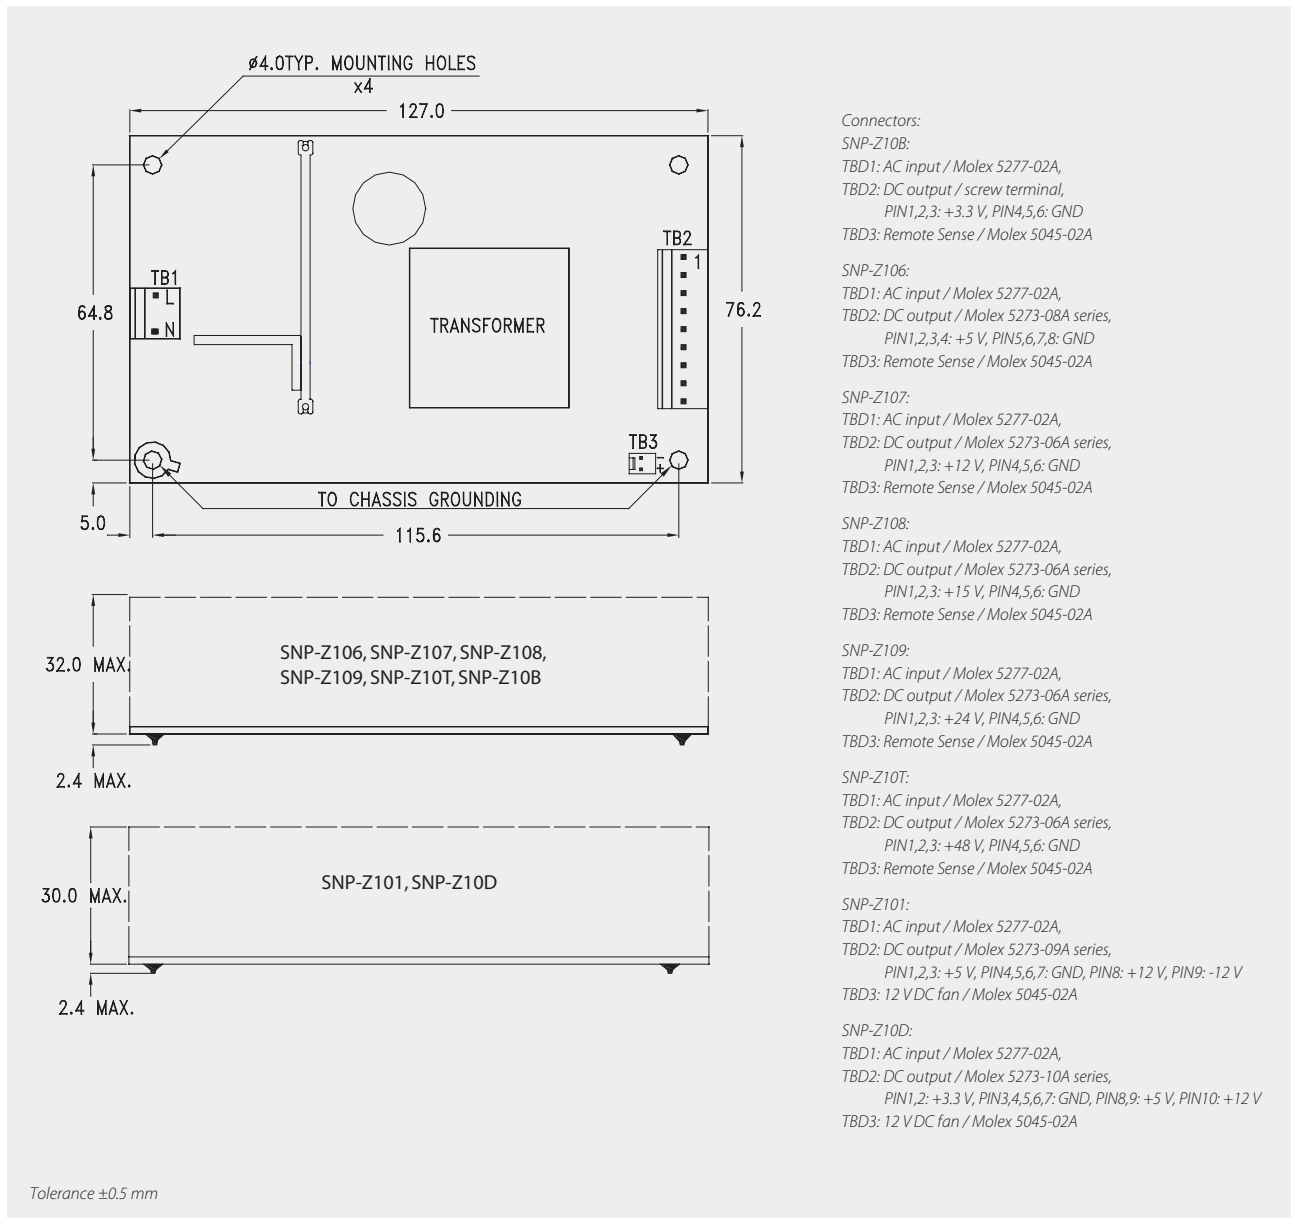 ø4.0TYP. MOUNTING HOLES
x4
127.0
TB2
1
TB1
L
N
64.8
76.2
TRANSFORMER
TB3
-
+
TO CHASSIS GROUNDING
5.0
115.6
32.0 MAX.
SNP-Z106, SNP-Z107, SNP-Z108,
SNP-Z109, SNP-Z10T, SNP-Z10B
2.4 MAX.
30.0 MAX.
SNP-Z101, SNP-Z10D
2.4 MAX.
Connectors:
SNP-Z10B:
TBD1: AC input / Molex 5277-02A,
TBD2: DC output / screw terminal,
PIN1,2,3: +3.3 V, PIN4,5,6: GND
TBD3: Remote Sense / Molex 5045-02A
SNP-Z106:
TBD1: AC input / Molex 5277-02A,
TBD2: DC output / Molex 5273-08A series,
PIN1,2,3,4: +5 V, PIN5,6,7,8: GND
TBD3: Remote Sense / Molex 5045-02A
SNP-Z107:
TBD1: AC input / Molex 5277-02A,
TBD2: DC output / Molex 5273-06A series,
PIN1,2,3: +12 V, PIN4,5,6: GND
TBD3: Remote Sense / Molex 5045-02A
SNP-Z108:
TBD1: AC input / Molex 5277-02A,
TBD2: DC output / Molex 5273-06A series,
PIN1,2,3: +15 V, PIN4,5,6: GND
TBD3: Remote Sense / Molex 5045-02A
SNP-Z109:
TBD1: AC input / Molex 5277-02A,
TBD2: DC output / Molex 5273-06A series,
PIN1,2,3: +24 V, PIN4,5,6: GND
TBD3: Remote Sense / Molex 5045-02A
SNP-Z10T:
TBD1: AC input / Molex 5277-02A,
TBD2: DC output / Molex 5273-06A series,
PIN1,2,3: +48 V, PIN4,5,6: GND
TBD3: Remote Sense / Molex 5045-02A
SNP-Z101:
TBD1: AC input / Molex 5277-02A,
TBD2: DC output / Molex 5273-09A series,
PIN1,2,3: +5 V, PIN4,5,6,7: GND, PIN8: +12 V, PIN9: -12 V
TBD3: 12 V DC fan / Molex 5045-02A
SNP-Z10D:
TBD1: AC input / Molex 5277-02A,
TBD2: DC output / Molex 5273-10A series,
PIN1,2: +3.3 V, PIN3,4,5,6,7: GND, PIN8,9: +5 V, PIN10: +12 V
TBD3: 12 V DC fan / Molex 5045-02A
Tolerance ±0.5 mm